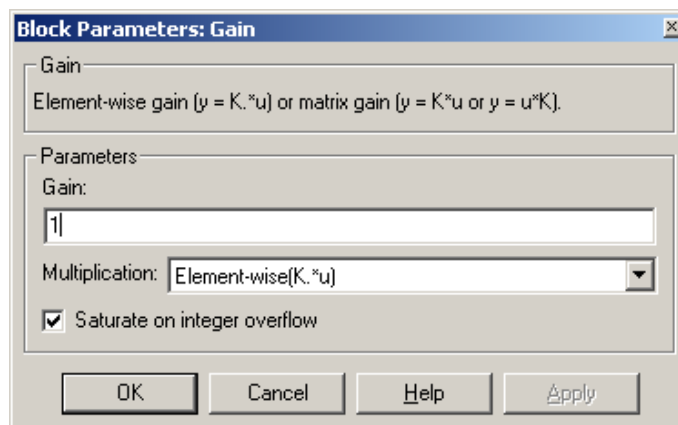 Block Parameters: Gain
Gain
Element-wise gain (y = K.*u) or matrix gain (y = K*u or y = u*K).
Parameters
Gain:
1
Multiplication: Element-wise(K.*u)
Saturate on integer overflow
OK Cancel Help Apply